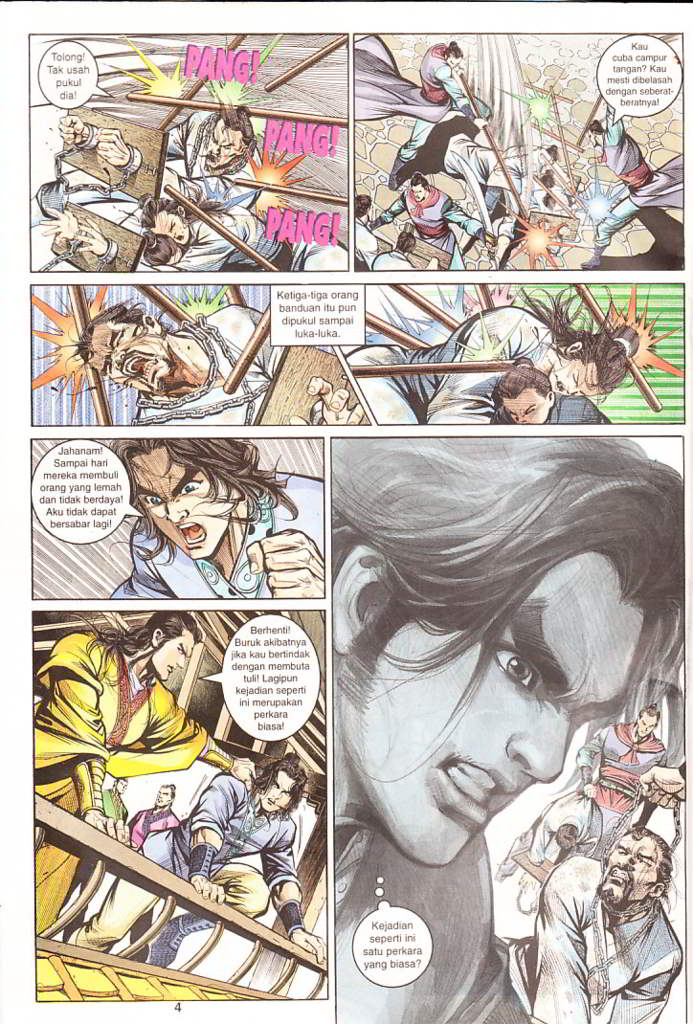 Tolong!
Tak usah
pukul
dia!
PANG!
PANG!
PANG!
Kau
cuba campur
tangan? Kau
mesti dibelasah
dengan seberat-
beratnya!
Ketiga-tiga orang
banduan itu pun
dipukul sampai
luka-luka.
Jahanam!
Sampai hari
mereka membuli
orang yang lemah
dan tidak berdaya!
Aku tidak dapat
bersabar lagi!
Berhenti!
Buruk akibatnya
jika kau bertindak
dengan membuta
tuli! Lagipun
kejadian seperti
ini merupakan
perkara
biasa!
Kejadian
seperti ini
satu perkara
yang biasa?
4